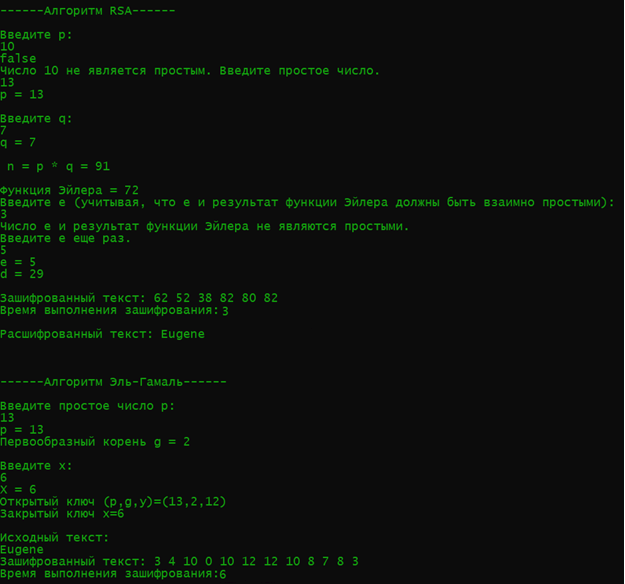 ------Алгоритм RSA------
Введите p:
10
false
Число 10 не является простым. Введите простое число.
13
p = 13
Введите q:
7
q = 7
n = p * q = 91
Функция Эйлера = 72
Введите e (учитывая, что e и результат функции Эйлера должны быть взаимно простыми):
3
Число e и результат функции Эйлера не являются простыми.
Введите e еще раз.
5
e = 5
d = 29
Зашифрованный текст: 62 52 38 82 80 82
Время выполнения зашифрования: 3
Расшифрованный текст: Eugene
------Алгоритм Эль-Гамаль------
Введите простое число p:
13
p = 13
Первообразный корень g = 2
Введите x:
6
X = 6
Открытый ключ (p,g,y)=(13,2,12)
Закрытый ключ x=6
Исходный текст:
Eugene
Зашифрованный текст: 3 4 10 0 10 12 12 10 8 7 8 3
Время выполнения зашифрования:6